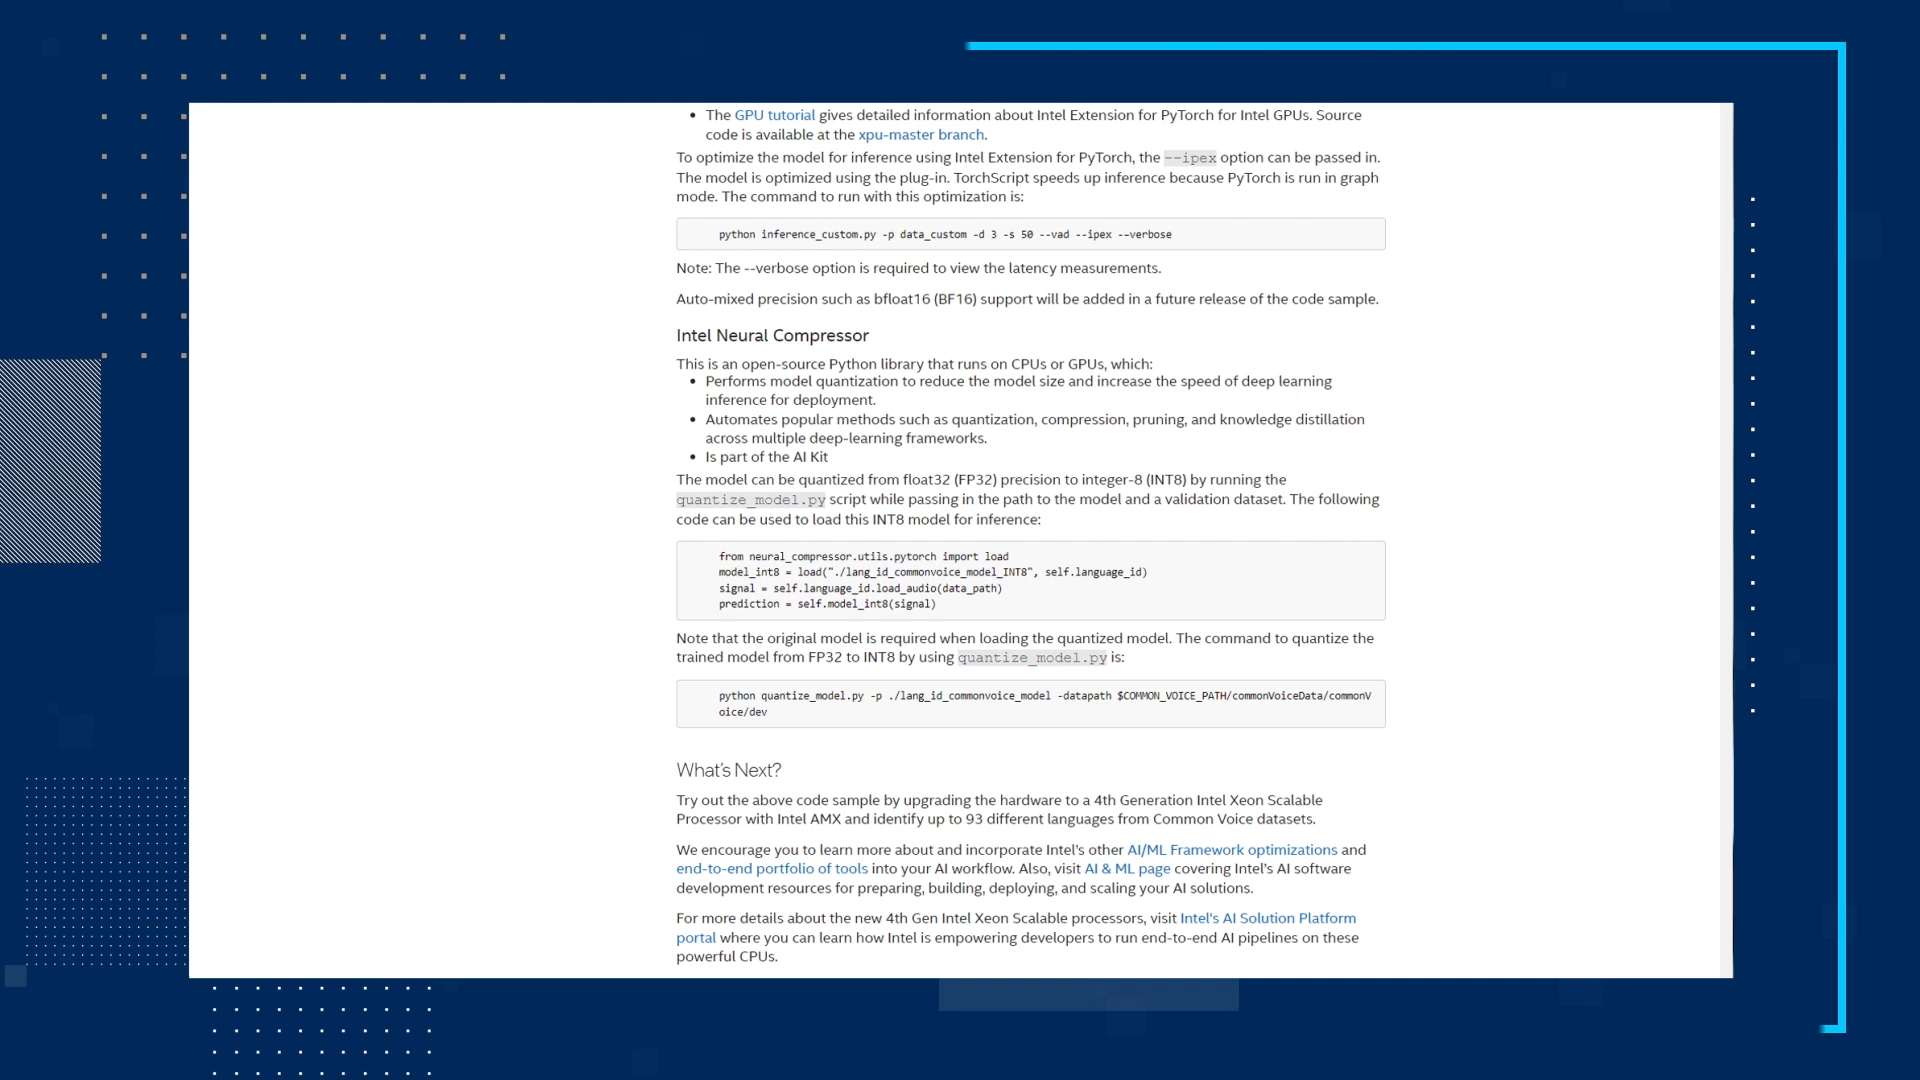 • The GPU tutorial gives detailed information about Intel Extension for PyTorch for Intel GPUs. Source
code is available at the xpu-master branch.
To optimize the model for inference using Intel Extension for PyTorch, the --ipex option can be passed in.
The model is optimized using the plug-in. TorchScript speeds up inference because PyTorch is run in graph
mode. The command to run with this optimization is:
python inference_custom.py -p data_custom -d 3 -s 50 --vad --ipex --verbose
Note: The --verbose option is required to view the latency measurements.
Auto-mixed precision such as bfloat16 (BF16) support will be added in a future release of the code sample.
Intel Neural Compressor
This is an open-source Python library that runs on CPUs or GPUs, which:
• Performs model quantization to reduce the model size and increase the speed of deep learning
inference for deployment.
• Automates popular methods such as quantization, compression, pruning, and knowledge distillation
across multiple deep-learning frameworks.
• Is part of the AI Kit
The model can be quantized from float32 (FP32) precision to integer-8 (INT8) by running the
quantize_model.py script while passing in the path to the model and a validation dataset. The following
code can be used to load this INT8 model for inference:
from neural_compressor.utils.pytorch import load
model_int8 = load("./lang_id_commonvoice_model_INT8", self.language_id)
signal = self.language_id.load_audio(data_path)
prediction = self.model_int8(signal)
Note that the original model is required when loading the quantized model. The command to quantize the
trained model from FP32 to INT8 by using quantize_model.py is:
python quantize_model.py -p ./lang_id_commonvoice_model -datapath $COMMON_VOICE_PATH/commonVoiceData/commonV
oice/dev
What's Next?
Try out the above code sample by upgrading the hardware to a 4th Generation Intel Xeon Scalable
Processor with Intel AMX and identify up to 93 different languages from Common Voice datasets.
We encourage you to learn more about and incorporate Intel's other AI/ML Framework optimizations and
end-to-end portfolio of tools into your AI workflow. Also, visit AI & ML page covering Intel's AI software
development resources for preparing, building, deploying, and scaling your AI solutions.
For more details about the new 4th Gen Intel Xeon Scalable processors, visit Intel's AI Solution Platform
portal where you can learn how Intel is empowering developers to run end-to-end AI pipelines on these
powerful CPUs.